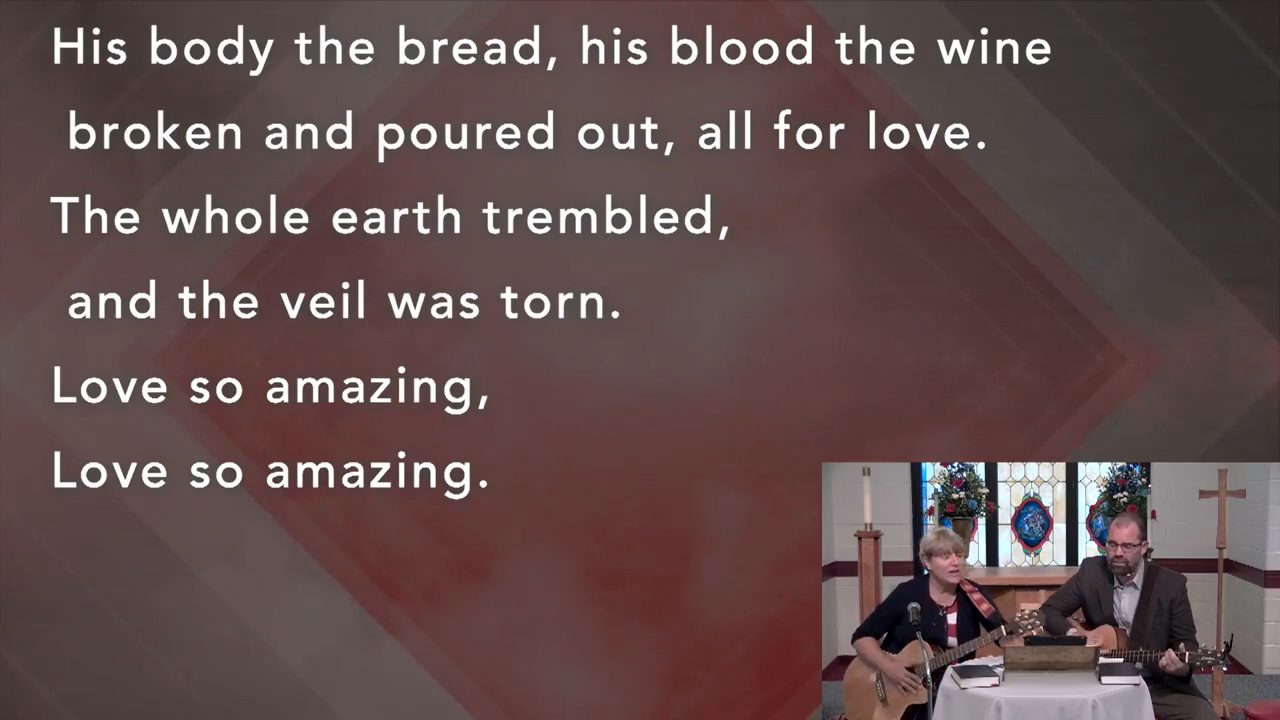 His body the bread, his blood the wine
broken and poured out, all for love.
The whole earth trembled,
and the veil was torn.
Love so amazing,
Love so amazing.